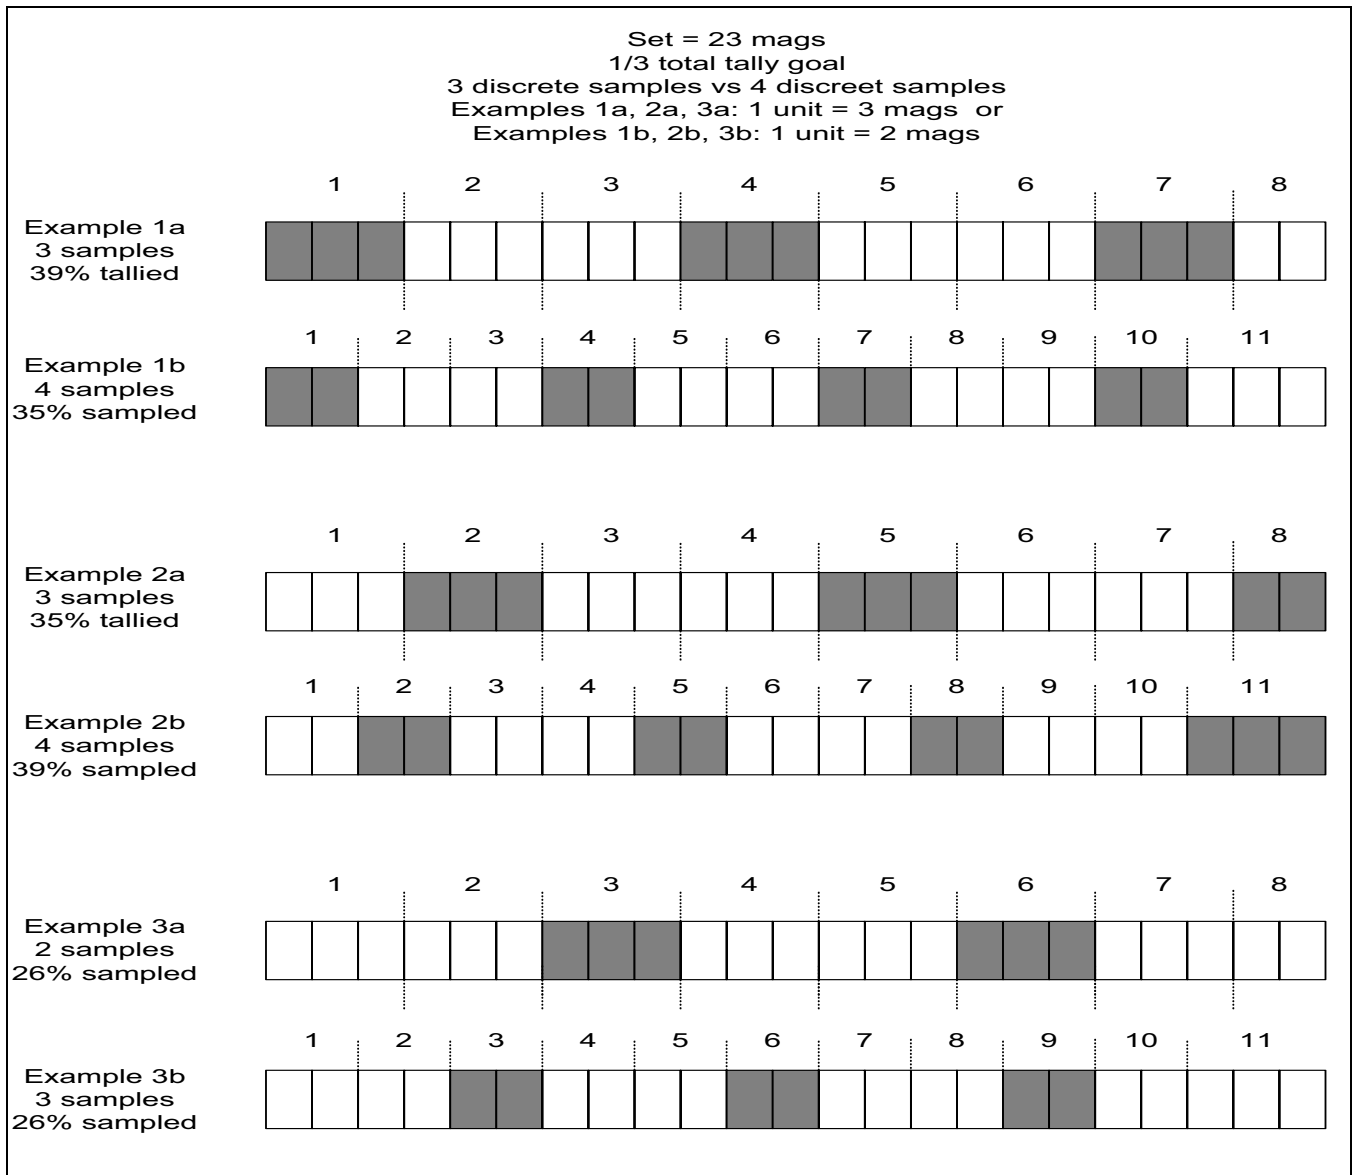 Set = 23 mags
1/3 total tally goal
3 discrete samples vs 4 discreet samples
Examples 1a, 2a, 3a: 1 unit = 3 mags or
Examples 1b, 2b, 3b: 1 unit = 2 mags
1 2 3 4 5 6 7 8
Example 1a
3 samples
39% tallied
1 2 3 4 5 6 7 8 9 10 11
Example 1b
4 samples
35% sampled
1 2 3 4 5 6 7 8
Example 2a
3 samples
35% tallied
1 2 3 4 5 6 7 8 9 10 11
Example 2b
4 samples
39% sampled
1 2 3 4 5 6 7 8
Example 3a
2 samples
26% sampled
1 2 3 4 5 6 7 8 9 10 11
Example 3b
3 samples
26% sampled